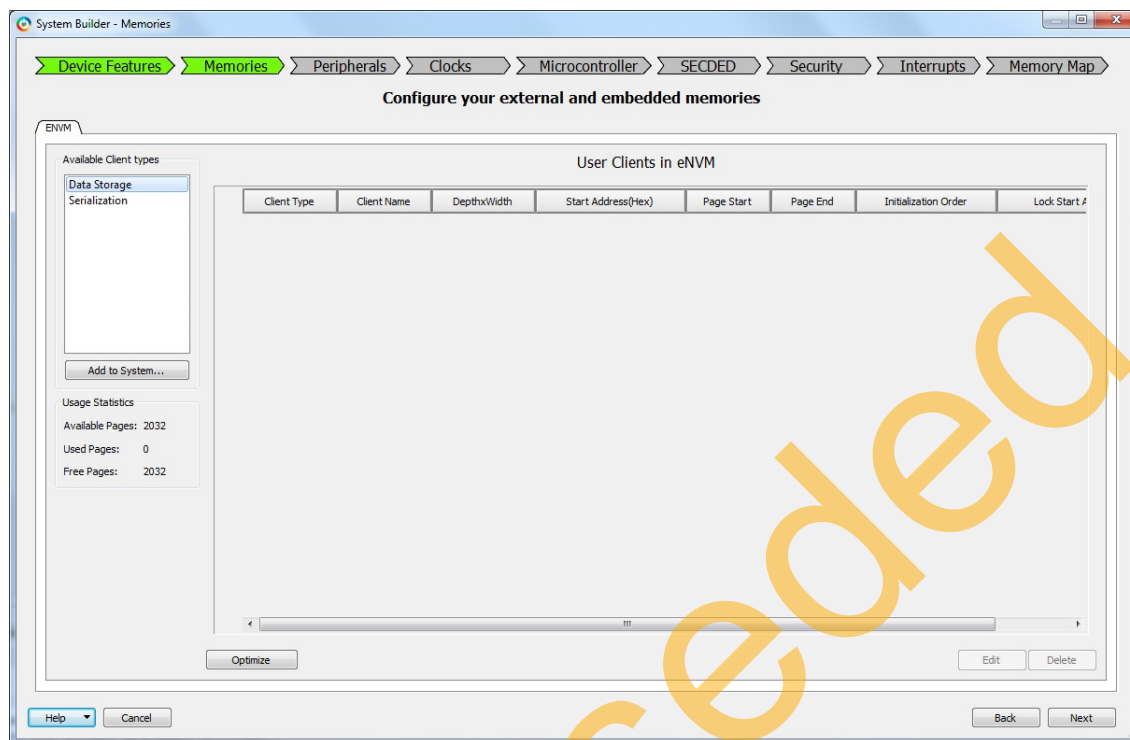 System Builder - Memories
Device Features Memories Peripherals Clocks Microcontroller SECDED Security Interrupts Memory Map
Configure your external and embedded memories
ENVM
Available Client types
User Clients in eNVM
Data Storage
Serialization
Client Type Client Name DepthxWidth Start Address(Hex) Page Start Page End Initialization Order Lock Start A
Add to System...
Usage Statistics
Available Pages: 2032
Used Pages: 0
Free Pages: 2032
Optimize Edit Delete
Help Cancel Back Next
ceded